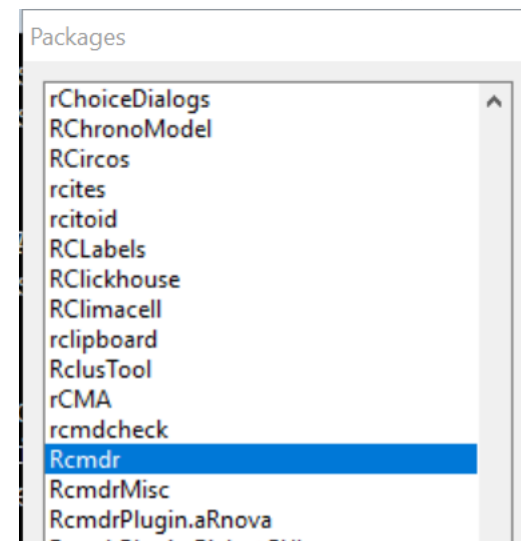 Packages
rChoiceDialogs
RChronoModel
RCircos
rcites
rcitoid
RCLabels
RClickhouse
RClimacell
rclipboard
RclusTool
rCMA
rcmdcheck
Rcmdr
RcmdrMisc
RcmdrPlugin.aRnova